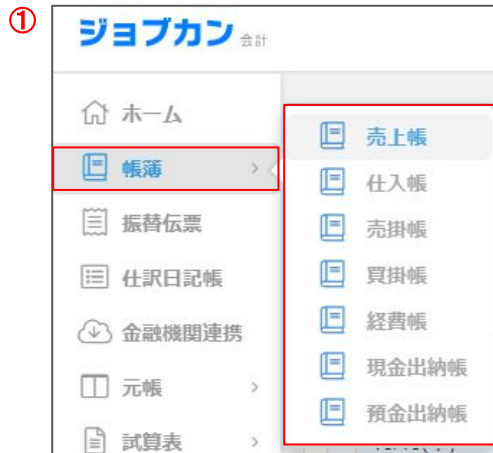 ①
ジョブカン 会計
ホーム
帳簿
振替伝票
仕訳日記帳
金融機関連携
元帳
試算表
売上帳
仕入帳
売掛帳
買掛帳
経費帳
現金出納帳
預金出納帳